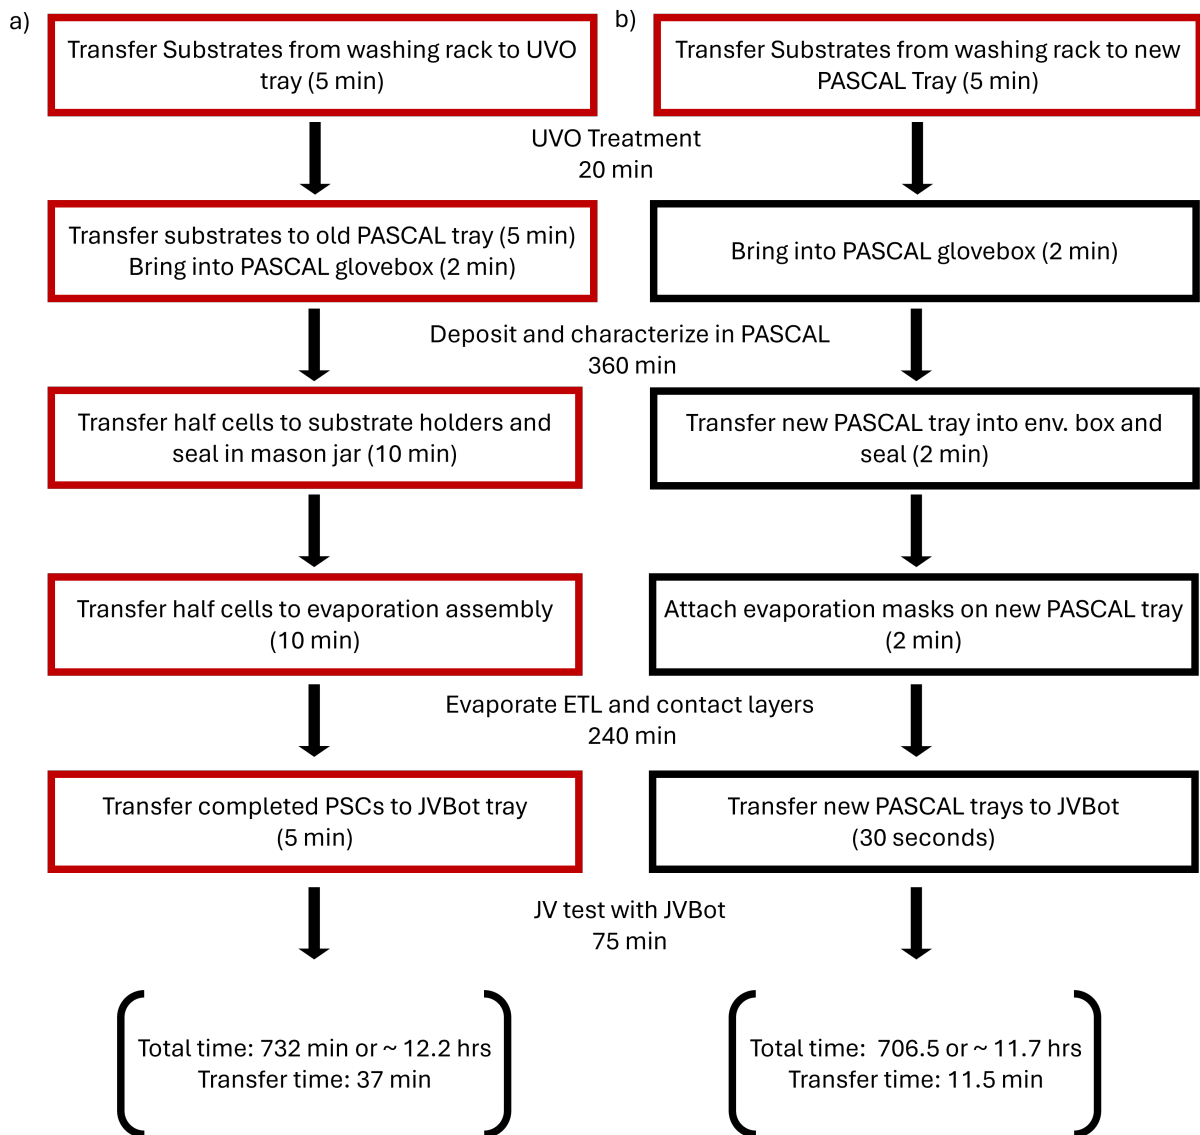 a)
Transfer Substrates from washing rack to UVO
tray (5 min)
b)
Transfer Substrates from washing rack to new
PASCAL Tray (5 min)
UVO Treatment
20 min
Transfer substrates to old PASCAL tray (5 min)
Bring into PASCAL glovebox (2 min)
Bring into PASCAL glovebox (2 min)
Deposit and characterize in PASCAL
360 min
Transfer half cells to substrate holders and
seal in mason jar (10 min)
Transfer new PASCAL tray into env. box and
seal (2 min)
Transfer half cells to evaporation assembly
(10 min)
Attach evaporation masks on new PASCAL tray
(2 min)
Evaporate ETL and contact layers
240 min
Transfer completed PSCs to JVBot tray
(5 min)
Transfer new PASCAL trays to JVBot
(30 seconds)
JV test with JVBot
75 min
Total time: 732 min or ~ 12.2 hrs
Transfer time: 37 min
Total time:  706.5 or ~ 11.7 hrs
Transfer time: 11.5 min